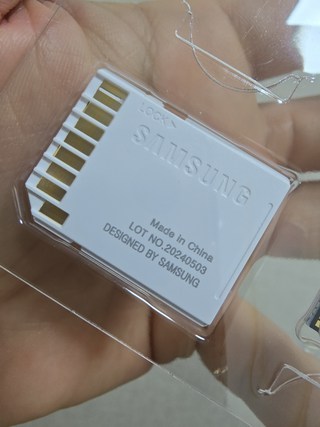 LOCK
SAMSUNG
Made in China
LOT NO.20240503
DESIGNED BY SAMSUNG